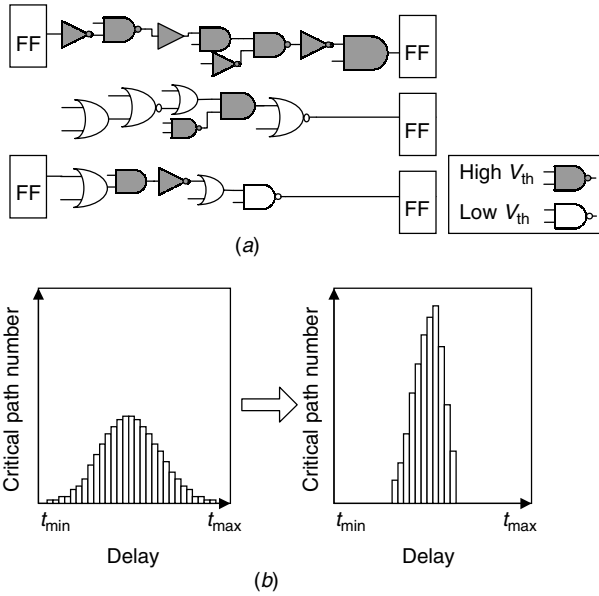 FF
FF
FF
FF
FF
High Vth
Low Vth
(a)
Critical path number
tmin
tmax
Delay
Critical path number
tmin
tmax
Delay
(b)